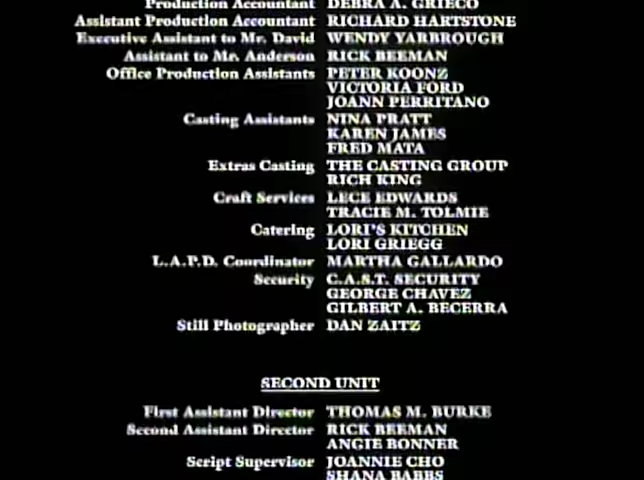 Production Accountant DEBRA A. GRIECO
Assistant Production Accountant RICHARD HARTSTONE
Executive Assistant to Mr. David WENDY YARBROUGH
Assistant to Mr. Anderson RICK BEEMAN
Office Production Assistants PETER KOONZ
VICTORIA FORD
JOANN PERRITANO
Casting Assistants NINA PRATT
KAREN JAMES
FRED MATA
Extras Casting THE CASTING GROUP
RICH KING
Craft Services LECE EDWARDS
TRACIE M. TOLMIE
Catering LORI'S KITCHEN
LORI GRIEGG
L.A.P.D. Coordinator MARTHA GALLARDO
Security C.A.S.T. SECURITY
GEORGE CHAVEZ
GILBERT A. BECERRA
Still Photographer DAN ZAITZ
SECOND UNIT
First Assistant Director THOMAS M. BURKE
Second Assistant Director RICK BEEMAN
ANGIE BONNER
Script Supervisor JOANNIE CHO
SHANA BABBS